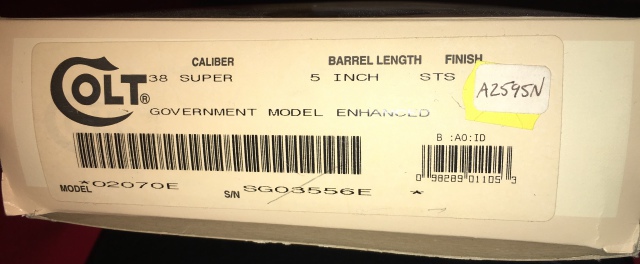 COLT®
CALIBER BARREL LENGTH FINISH
38 SUPER 5 INCH STS
A2595N
GOVERNMENT MODEL ENHANCED
B :A0:ID
0 98289 01105 3
MODEL *02070E S/N SG03556E *